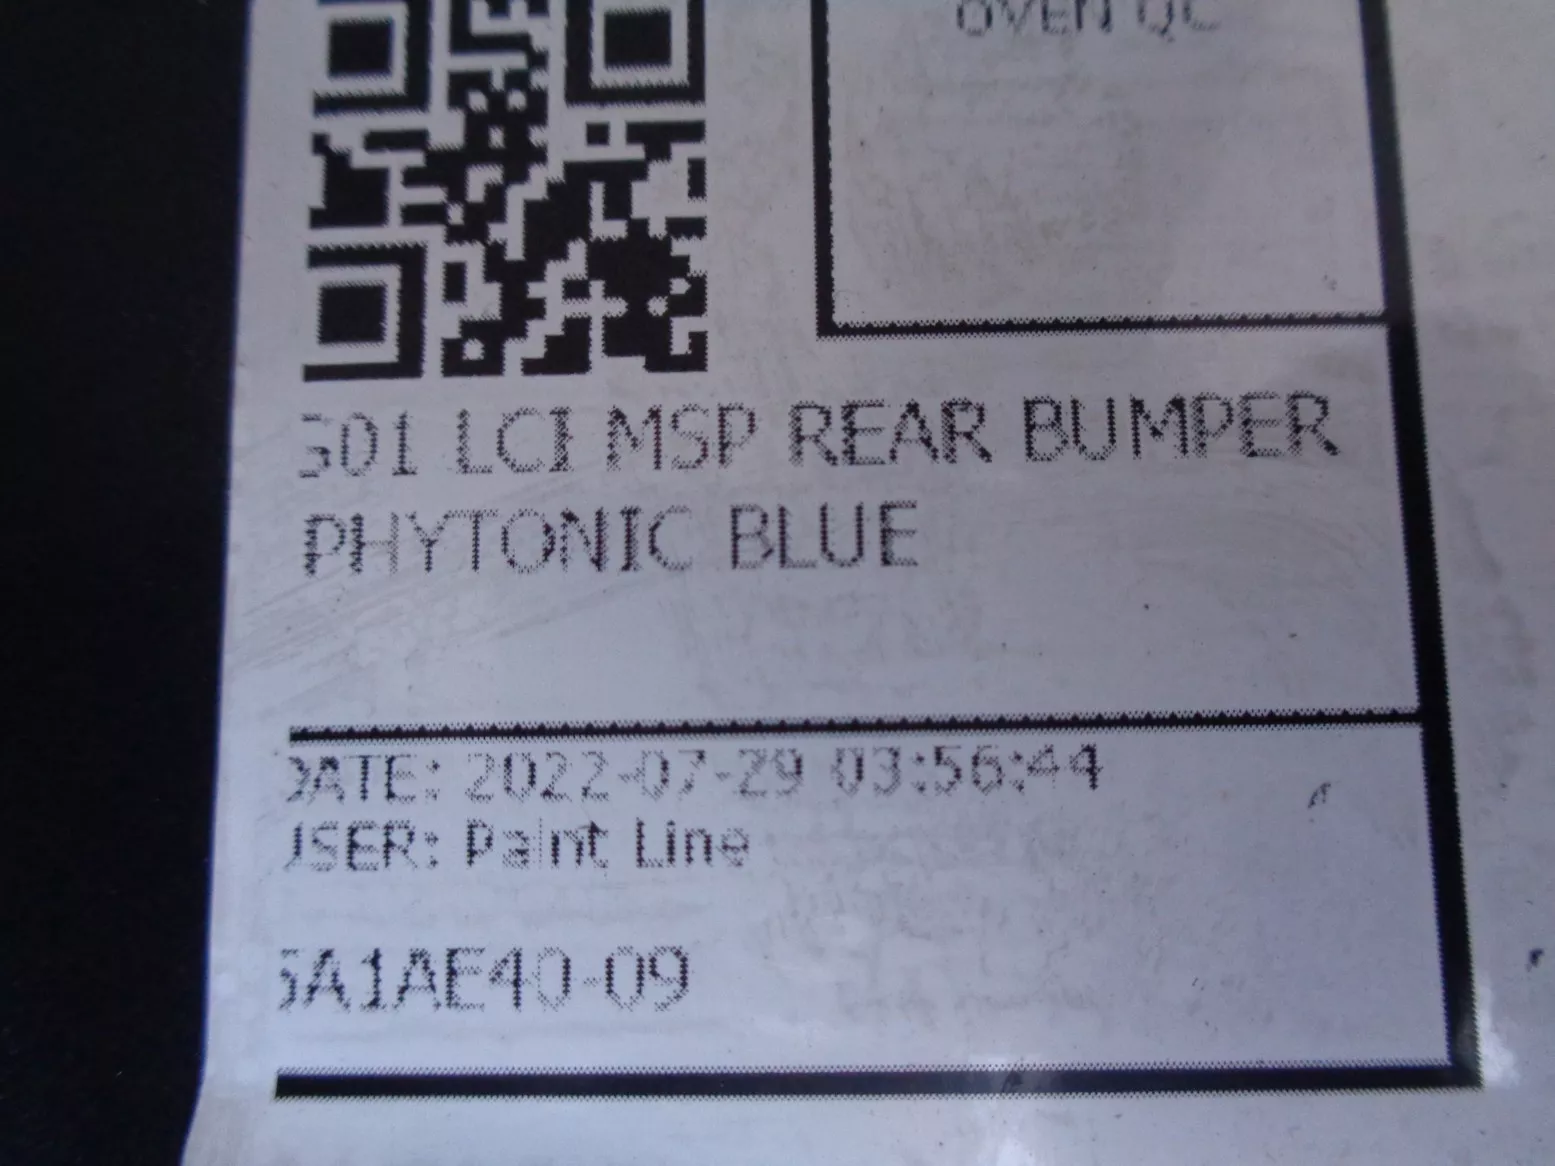 OVEN QC
G01 LCI MSP REAR BUMPER
PHYTONIC BLUE
DATE: 2022-07-29 03:56:44
USER: Paint Line
5A1AE40-09